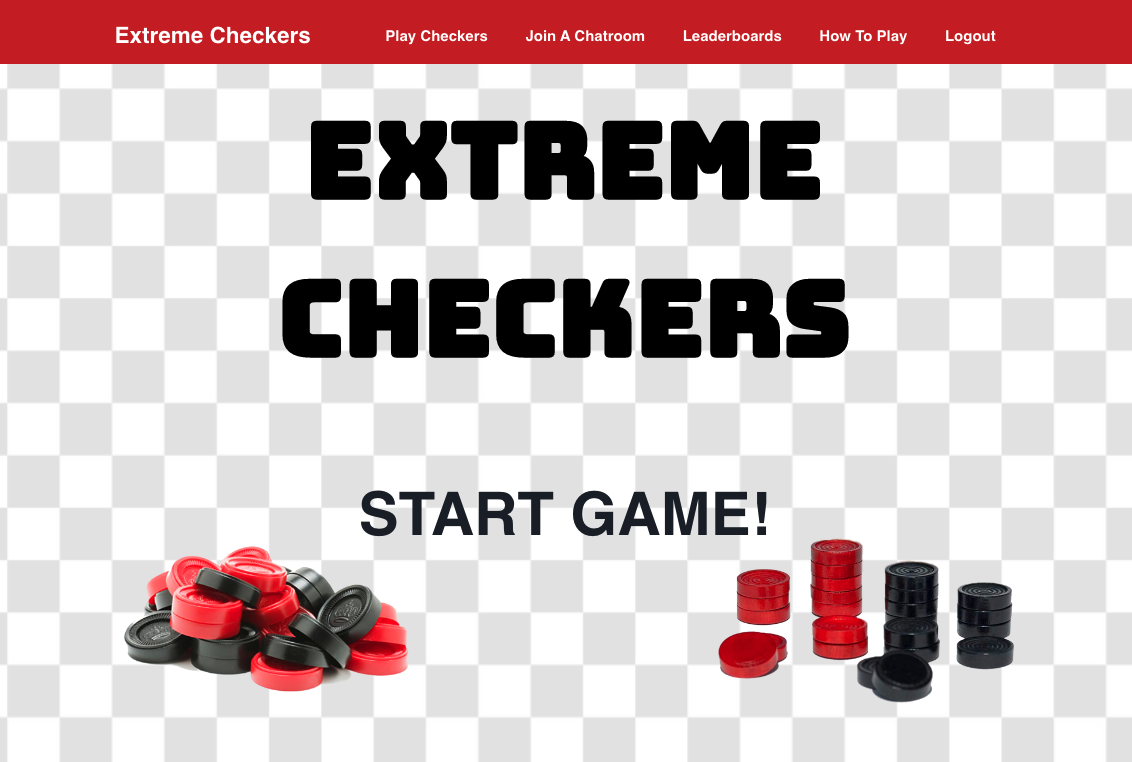 Extreme Checkers Play Checkers Join A Chatroom Leaderboards How To Play Logout
EXTREME
CHECKERS
START GAME!